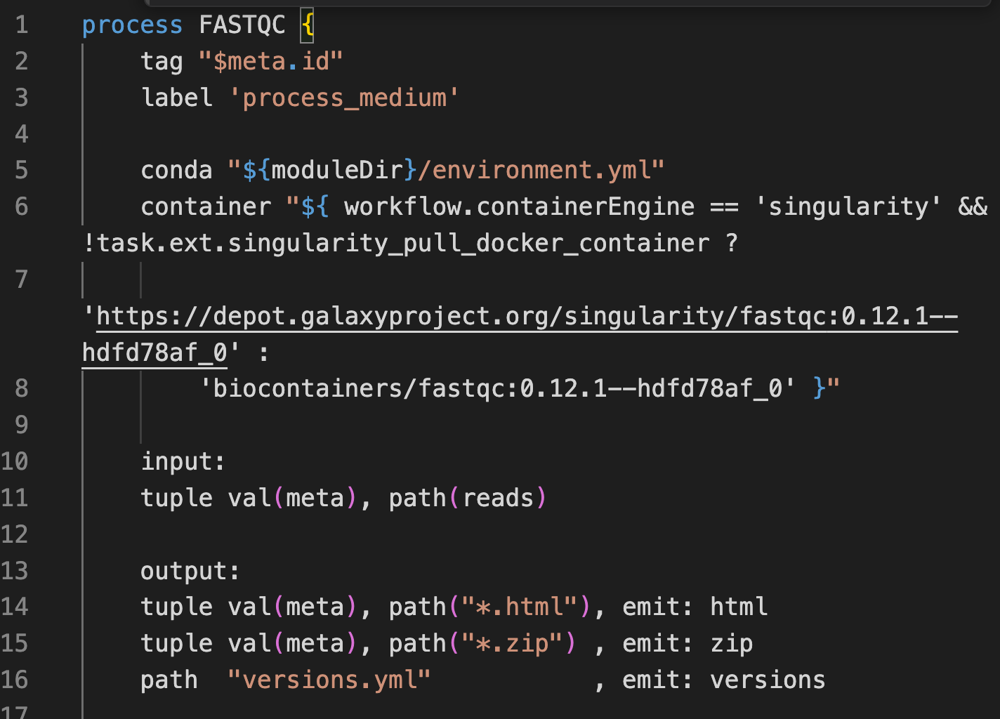 1 process FASTQC {
2 tag "$meta.id"
3 label 'process_medium'
4
5 conda "${moduleDir}/environment.yml"
6 container "${ workflow.containerEngine == 'singularity' &&
!task.ext.singularity_pull_docker_container ?
7
'https://depot.galaxyproject.org/singularity/fastqc:0.12.1--
hdfd78af_0' :
8 'biocontainers/fastqc:0.12.1--hdfd78af_0' }"
9
10 input:
11 tuple val(meta), path(reads)
12
13 output:
14 tuple val(meta), path("*.html"), emit: html
15 tuple val(meta), path("*.zip") , emit: zip
16 path  "versions.yml"           , emit: versions
17